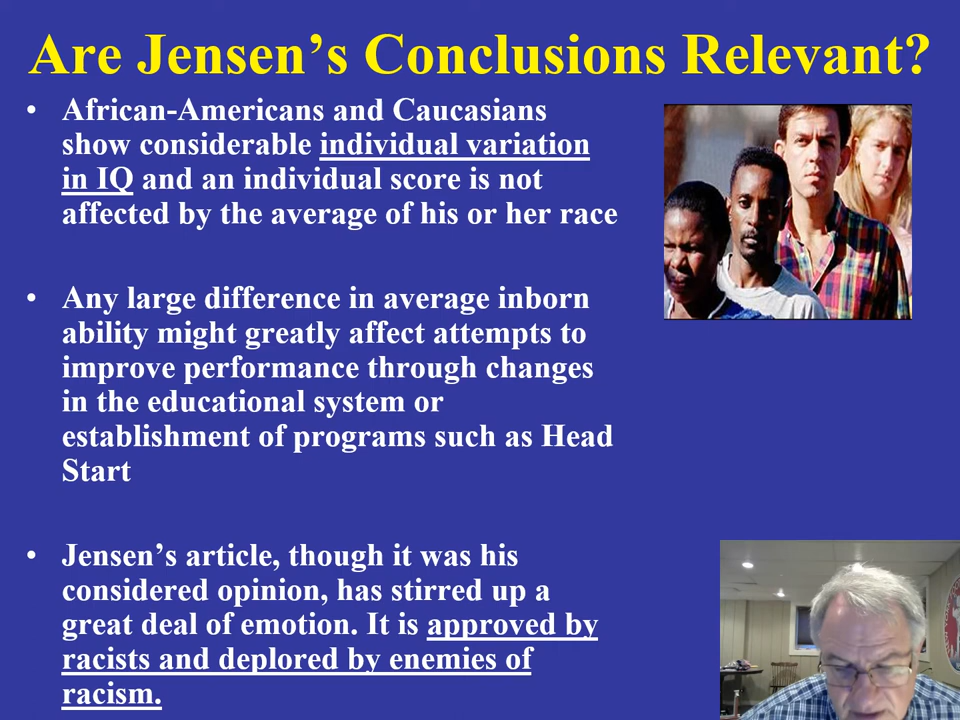 Are Jensen’s Conclusions Relevant?
• African-Americans and Caucasians
show considerable individual variation
in IQ and an individual score is not
affected by the average of his or her race
• Any large difference in average inborn
ability might greatly affect attempts to
improve performance through changes
in the educational system or
establishment of programs such as Head
Start
• Jensen’s article, though it was his
considered opinion, has stirred up a
great deal of emotion. It is approved by
racists and deplored by enemies of
racism.